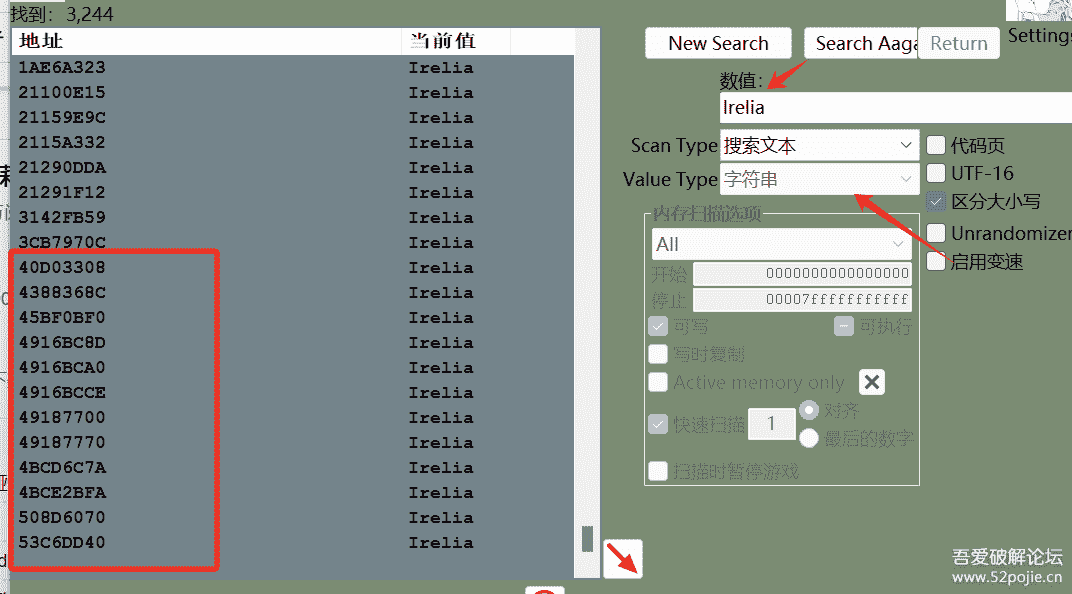 找到: 3,244
地址 当前值
1AE6A323 Irelia
21100E15 Irelia
21159E9C Irelia
2115A332 Irelia
21290DDA Irelia
21291F12 Irelia
3142FB59 Irelia
3CB7970C Irelia
40D03308 Irelia
4388368C Irelia
45BF0BF0 Irelia
4916BC8D Irelia
4916BCA0 Irelia
4916BCCE Irelia
49187700 Irelia
49187770 Irelia
4BCD6C7A Irelia
4BCE2BFA Irelia
508D6070 Irelia
53C6DD40 Irelia
New Search Search Aaga Return Settings
数值:
Irelia
Scan Type 搜索文本
Value Type 字符串
代码页
UTF-16
区分大小写
Unrandomizer
启用变速
内存扫描选项
All
开始 0000000000000000
停止 00007fffffffffff
可写 可执行
写时复制
Active memory only
快速扫描 1 对齐
最后的数字
扫描时暂停游戏
吾爱破解论坛
www.52pojie.cn